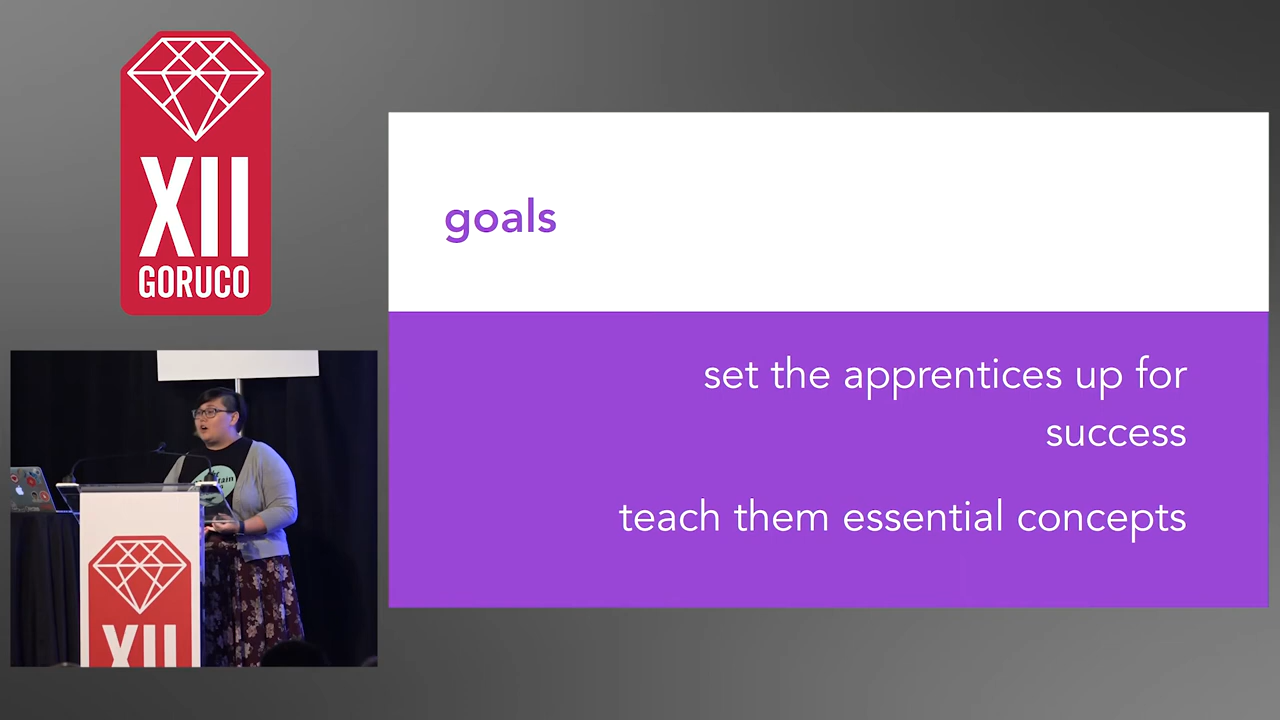 XII
GORUCO
goals
set the apprentices up for
success
teach them essential concepts
XII